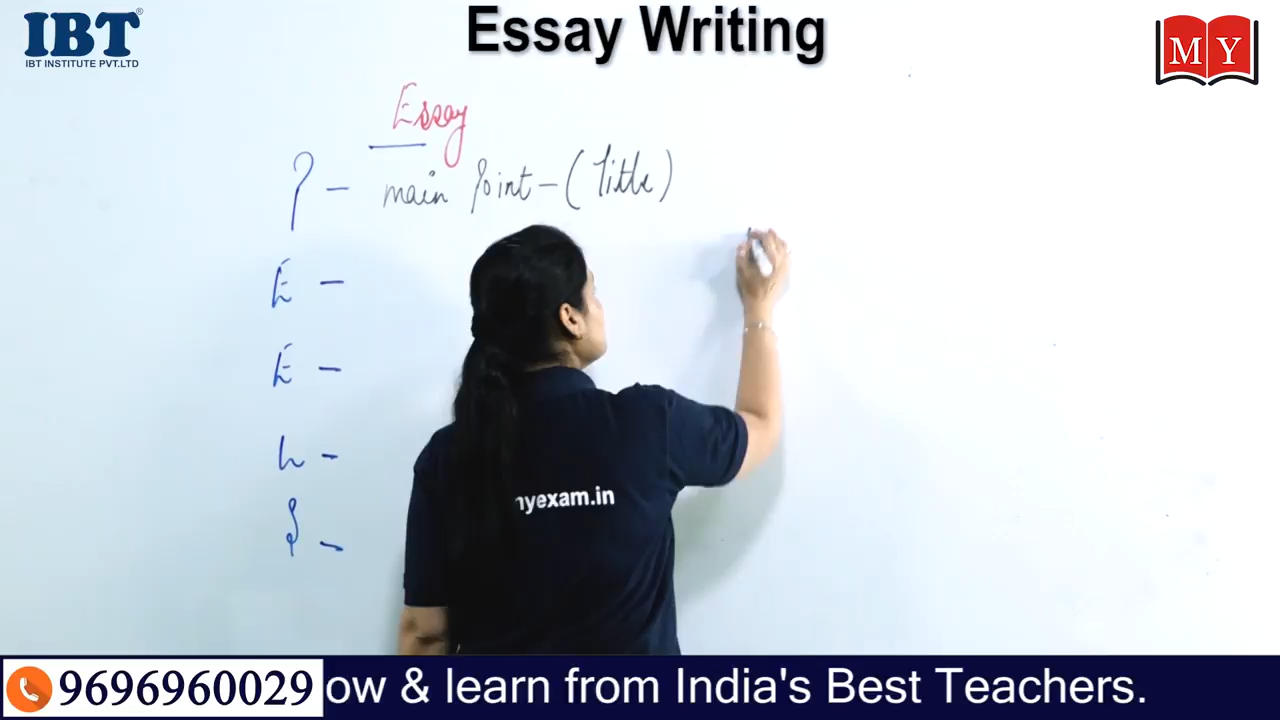 IBT®
IBT INSTITUTE PVT.LTD
Essay Writing
MY
Essay
P - main Point - (Title)
E -
E -
L -
S -
myexam.in
9696960029 ow & learn from India's Best Teachers.